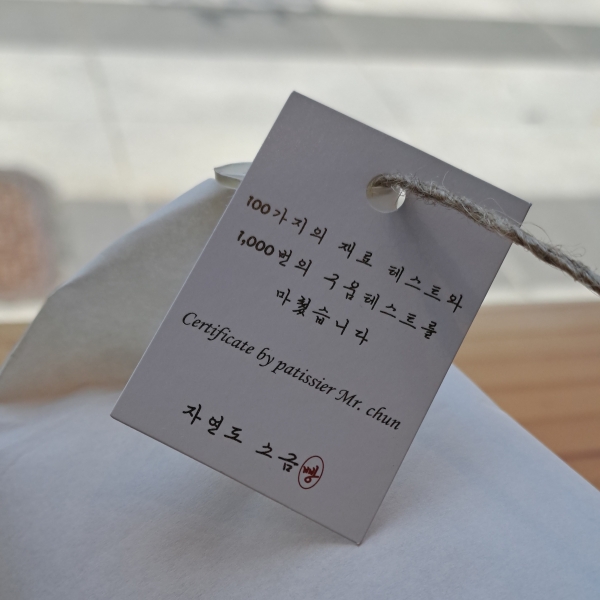 100가지의 재료 테스트와
1,000번의 구움테스트를
마쳤습니다
Certificate by patissier Mr. chun
자연도 소금빵